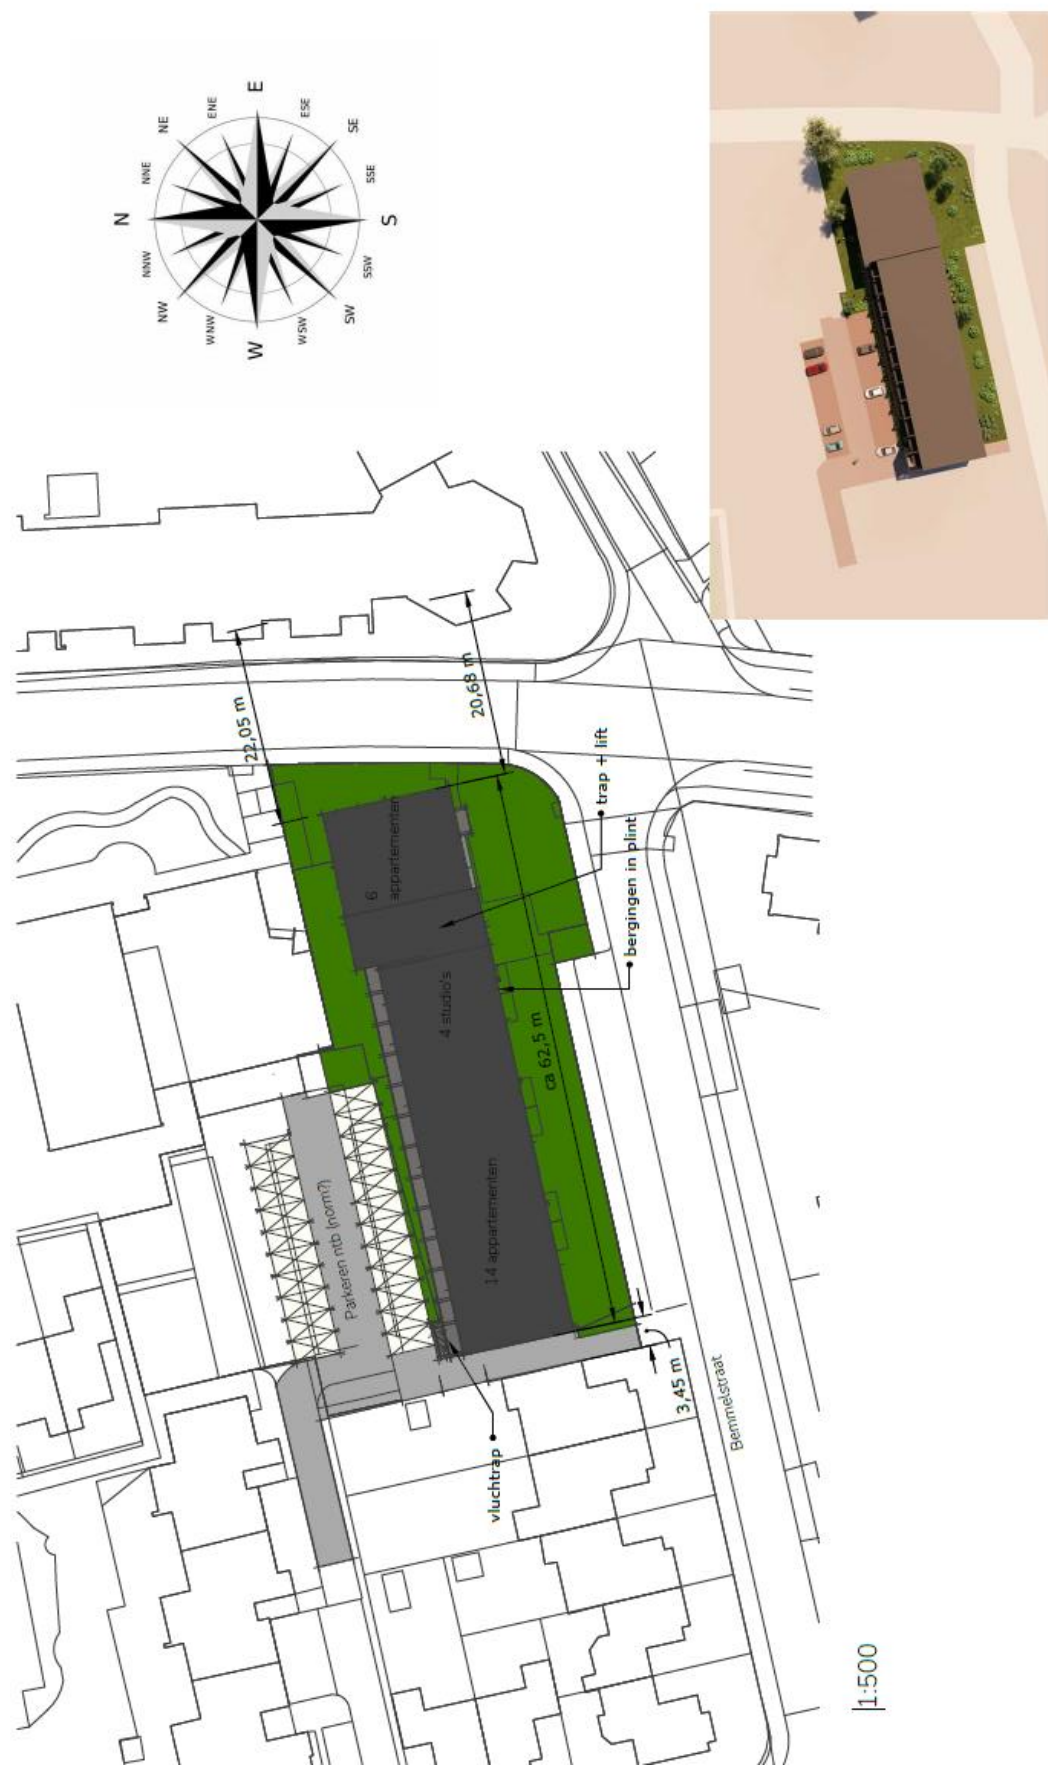 N
NNE
NE
ENE
E
ESE
SE
SSE
S
SSW
SW
WSW
W
WNW
NW
NNW
22,05 m
20,68 m
trap + lift
bergingen in plint
6
appartementen
4 studio's
ca 62,5 m
14 appartementen
Parkeren ntb (norm?)
vluchtrap
3,45 m
Bemmelstraat
1:500